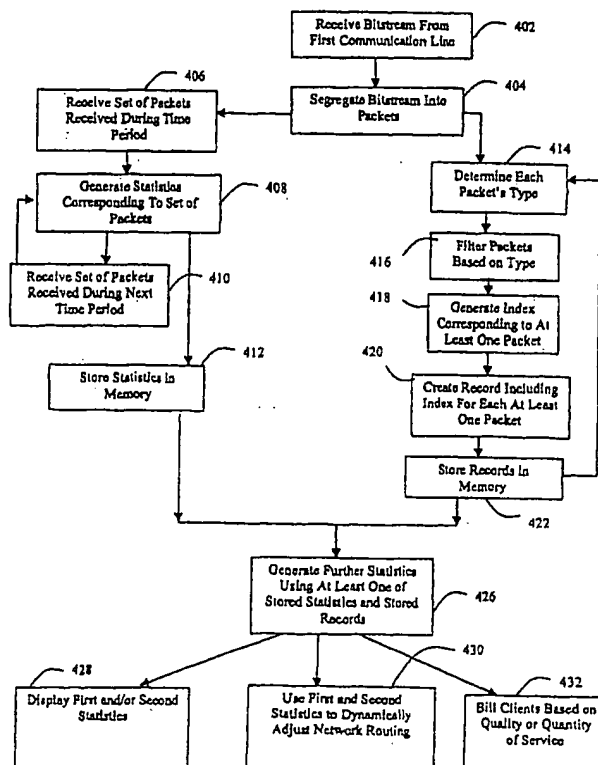 Receive Bitstream From
First Communication Line
402
406
Receive Set of Packets
Received During Time
Period
Segregate Bitstream Into
Packets
404
414
Generate Statistics
Corresponding To Set of
Packets
408
Determine Each
Packet's Type
416
Filter Packets
Based on Type
Receive Set of Packets
Received During Next
Time Period
410
418
Generate Index
Corresponding to At
Least One Packet
412
Store Statistics in
Memory
420
Create Record Including
Index For Each At Least
One Packet
Store Records in
Memory
422
Generate Further Statistics
Using At Least One of
Stored Statistics and Stored
Records
426
428
Display First and/or Second
Statistics
430
Use First and Second
Statistics to Dynamically
Adjust Network Routing
432
Bill Clients Based on
Quality or Quantity
of Service